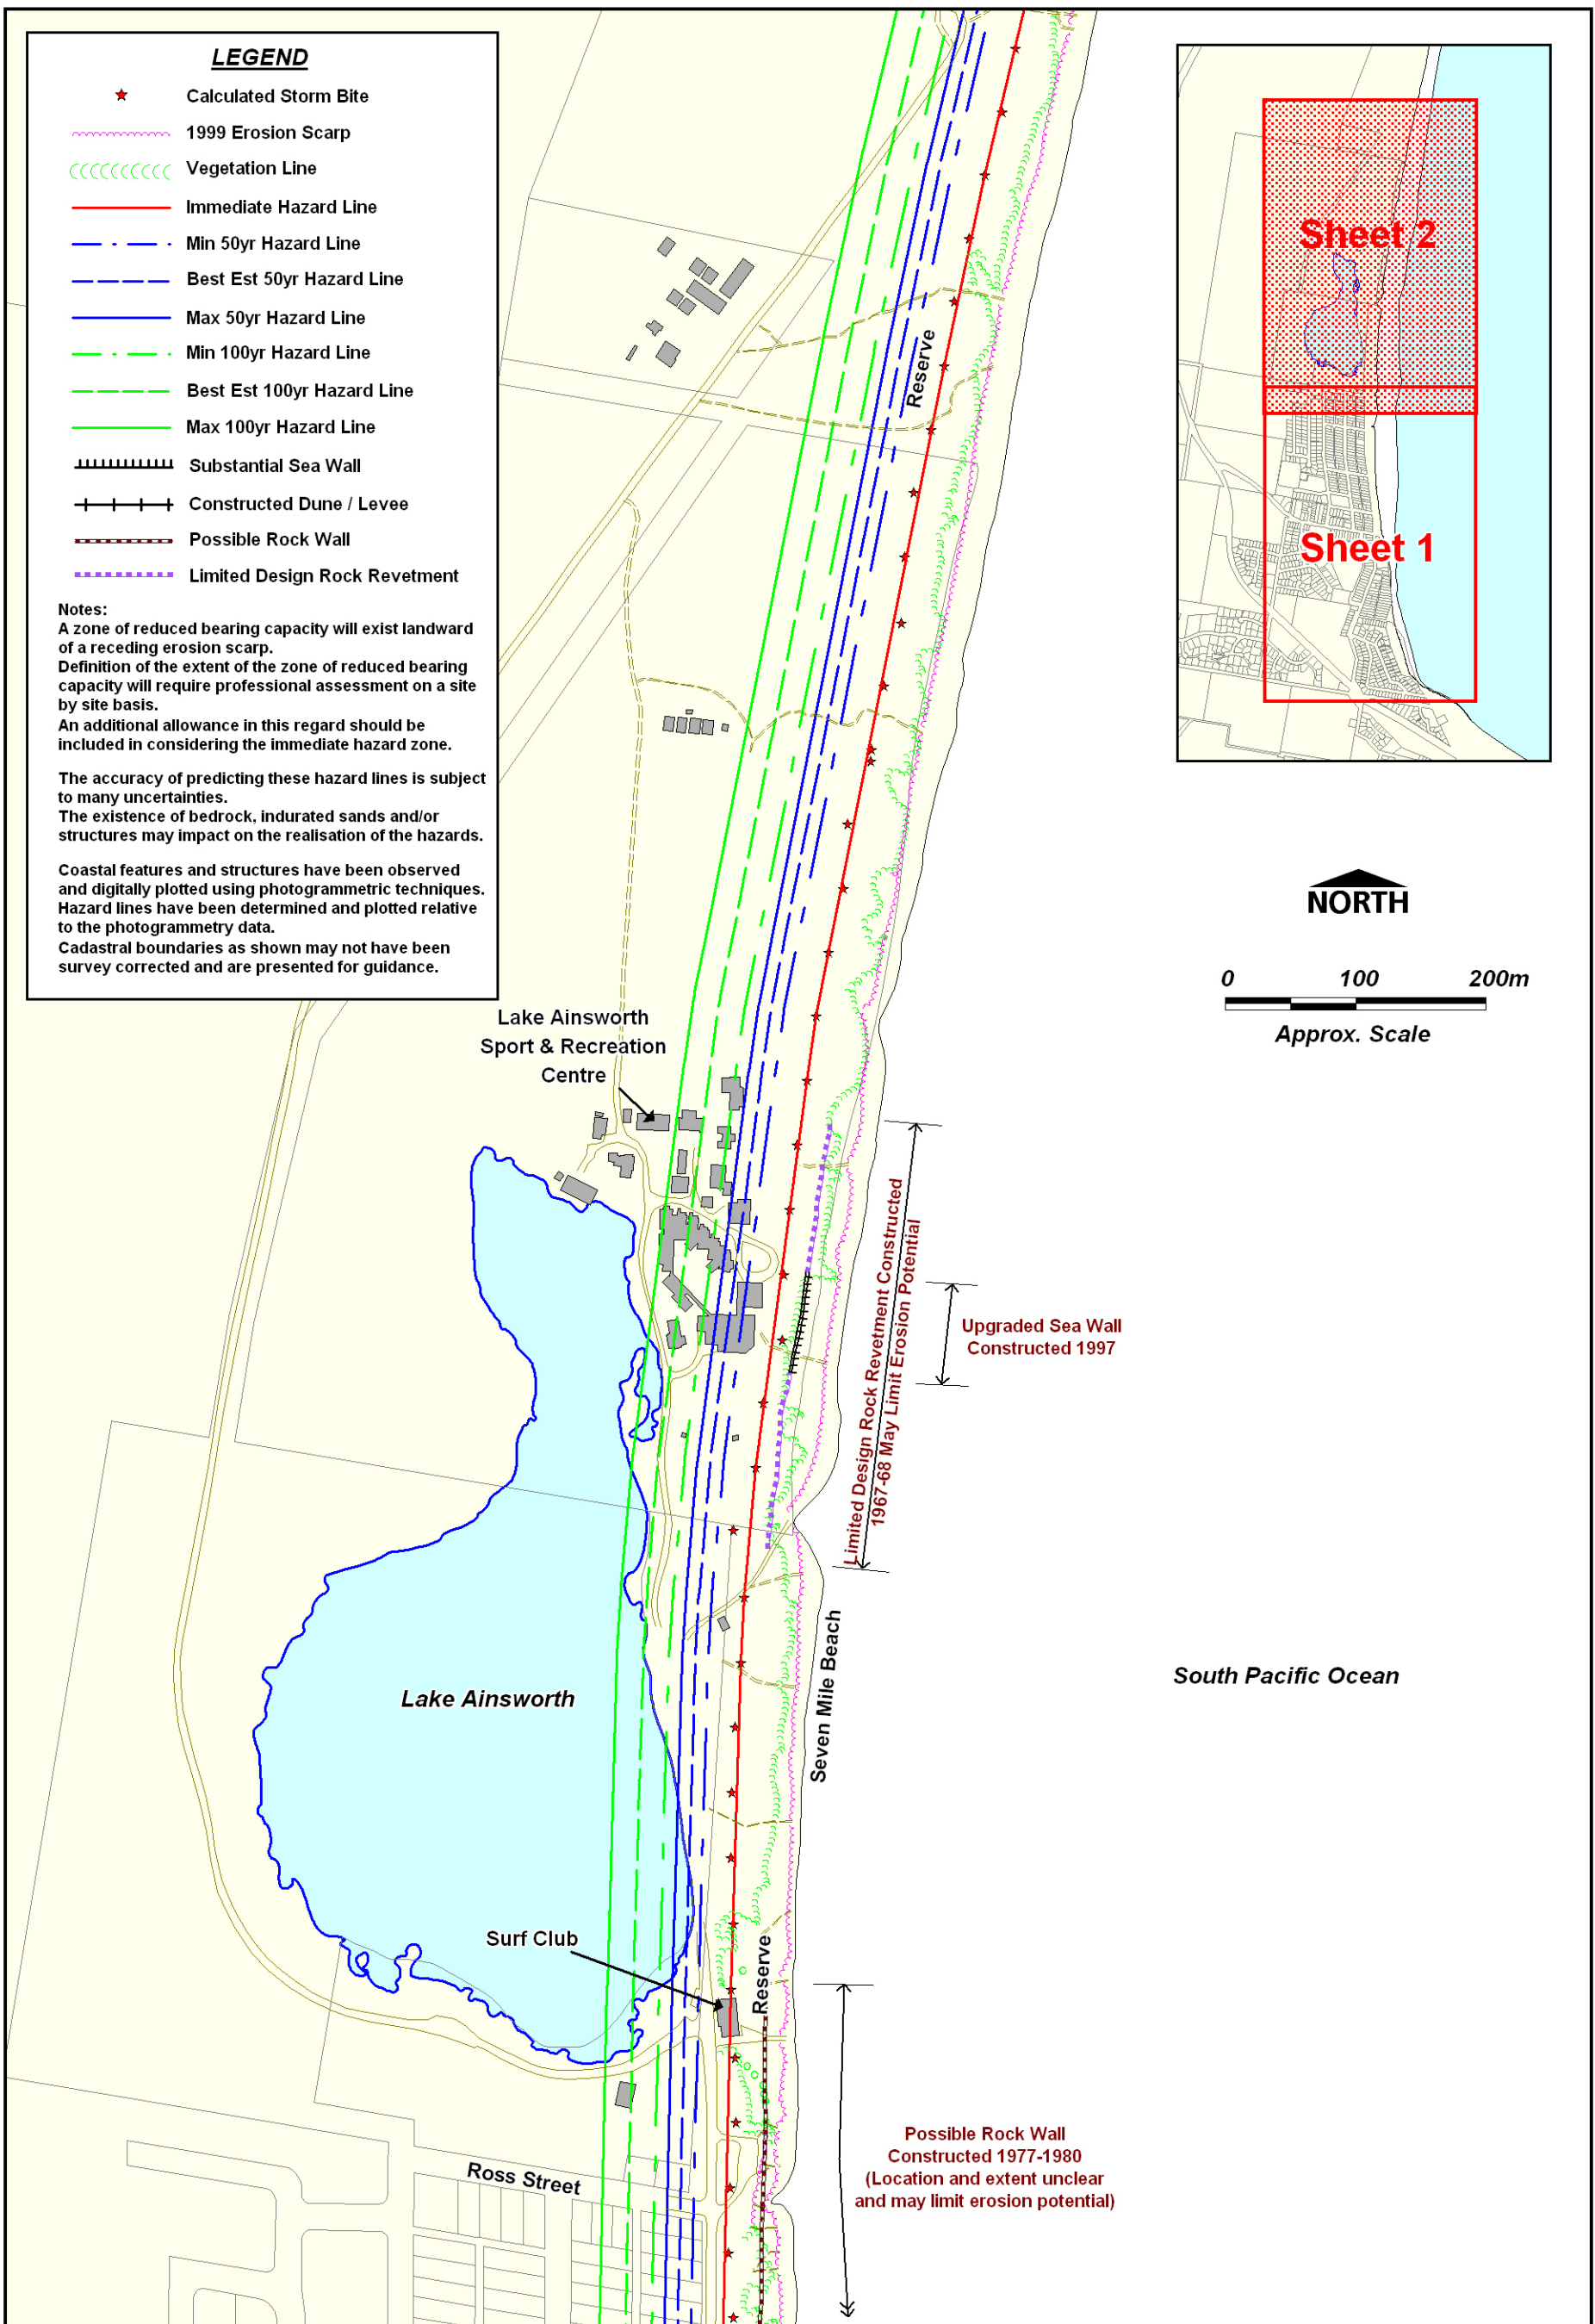 LEGEND
Calculated Storm Bite
1999 Erosion Scarp
Vegetation Line
Immediate Hazard Line
Min 50yr Hazard Line
Best Est 50yr Hazard Line
Max 50yr Hazard Line
Min 100yr Hazard Line
Best Est 100yr Hazard Line
Max 100yr Hazard Line
Substantial Sea Wall
Constructed Dune / Levee
Possible Rock Wall
Limited Design Rock Revetment
Notes:
A zone of reduced bearing capacity will exist landward
of a receding erosion scarp.
Definition of the extent of the zone of reduced bearing
capacity will require professional assessment on a site
by site basis.
An additional allowance in this regard should be
included in considering the immediate hazard zone.
The accuracy of predicting these hazard lines is subject
to many uncertainties.
The existence of bedrock, indurated sands and/or
structures may impact on the realisation of the hazards.
Coastal features and structures have been observed
and digitally plotted using photogrammetric techniques.
Hazard lines have been determined and plotted relative
to the photogrammetry data.
Cadastral boundaries as shown may not have been
survey corrected and are presented for guidance.
Sheet 2
Sheet 1
Reserve
NORTH
0 100 200m
Approx. Scale
Lake Ainsworth
Sport & Recreation
Centre
Limited Design Rock Revetment Constructed
1967-68 May Limit Erosion Potential
Upgraded Sea Wall
Constructed 1997
Seven Mile Beach
South Pacific Ocean
Lake Ainsworth
Surf Club
Reserve
Possible Rock Wall
Constructed 1977-1980
(Location and extent unclear
and may limit erosion potential)
Ross Street